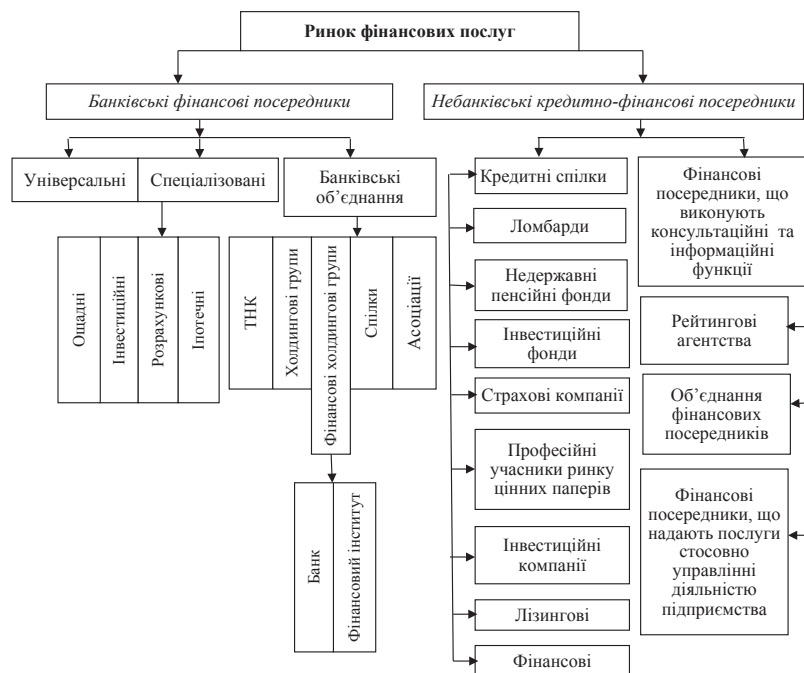 Ринок фінансових послуг
Банківські фінансові посередники
Небанківські кредитно-фінансові посередники
Універсальні
Спеціалізовані
Банківські
об’єднання
Ощадні
Інвестиційні
Розрахункові
Іпотечні
ТНК
Холдингові групи
Фінансові холдингові групи
Спілки
Асоціації
Банк
Фінансовий інститут
Кредитні спілки
Ломбарди
Недержавні
пенсійні фонди
Інвестиційні
фонди
Страхові компанії
Професійні
учасники ринку
цінних паперів
Інвестиційні
компанії
Лізингові
Фінансові
Фінансові
посередники, що
виконують
консультаційні та
інформаційні
функції
Рейтингові
агентства
Об’єднання
фінансових
посередників
Фінансові
посередники, що
надають послуги
стосовно
управлінні
діяльністю
підприємства